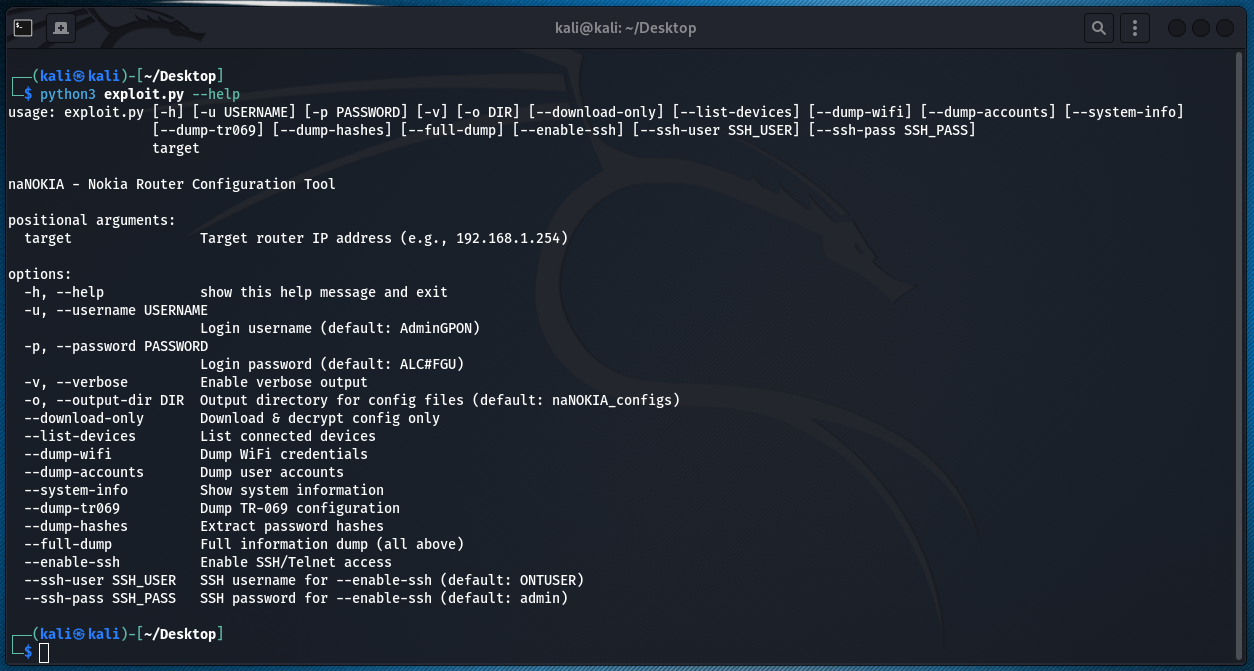 kali@kali: ~/Desktop
┌──(kali㉿kali)-[~/Desktop]
└─$ python3 exploit.py --help
usage: exploit.py [-h] [-u USERNAME] [-p PASSWORD] [-v] [-o DIR] [--download-only] [--list-devices] [--dump-wifi] [--dump-accounts] [--system-info]
[--dump-tr069] [--dump-hashes] [--full-dump] [--enable-ssh] [--ssh-user SSH_USER] [--ssh-pass SSH_PASS]
target
naNOKIA - Nokia Router Configuration Tool
positional arguments:
target Target router IP address (e.g., 192.168.1.254)
options:
-h, --help show this help message and exit
-u, --username USERNAME
Login username (default: AdminGPON)
-p, --password PASSWORD
Login password (default: ALC#FGU)
-v, --verbose Enable verbose output
-o, --output-dir DIR Output directory for config files (default: naNOKIA_configs)
--download-only Download & decrypt config only
--list-devices List connected devices
--dump-wifi Dump WiFi credentials
--dump-accounts Dump user accounts
--system-info Show system information
--dump-tr069 Dump TR-069 configuration
--dump-hashes Extract password hashes
--full-dump Full information dump (all above)
--enable-ssh Enable SSH/Telnet access
--ssh-user SSH_USER SSH username for --enable-ssh (default: ONTUSER)
--ssh-pass SSH_PASS SSH password for --enable-ssh (default: admin)
┌──(kali㉿kali)-[~/Desktop]
└─$